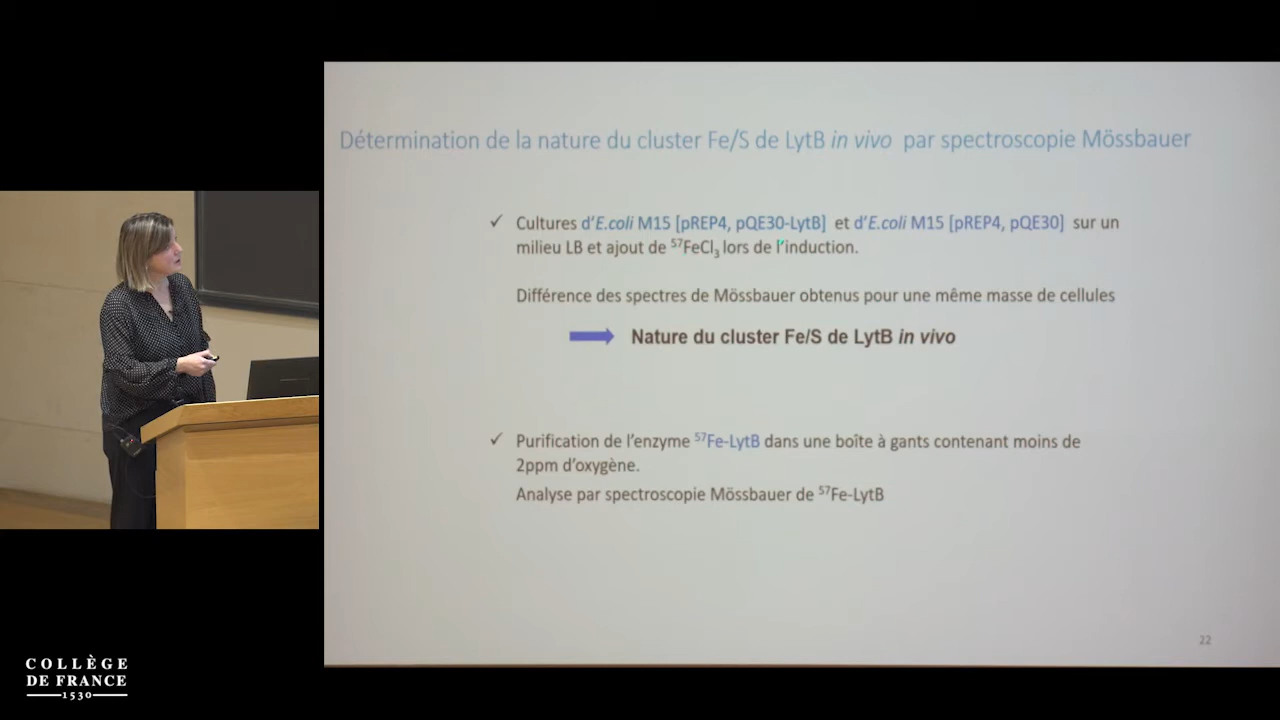 Détermination de la nature du cluster Fe/S de LytB in vivo par spectroscopie Mössbauer
✓ Cultures d'E.coli M15 [pREP4, pQE30-LytB] et d'E.coli M15 [pREP4, pQE30] sur un
milieu LB et ajout de ⁵⁷FeCl₃ lors de l'induction.
Différence des spectres de Mössbauer obtenus pour une même masse de cellules
Nature du cluster Fe/S de LytB in vivo
✓ Purification de l'enzyme ⁵⁷Fe-LytB dans une boîte à gants contenant moins de
2ppm d'oxygène.
Analyse par spectroscopie Mössbauer de ⁵⁷Fe-LytB
22
COLLÈGE
DE FRANCE
1530